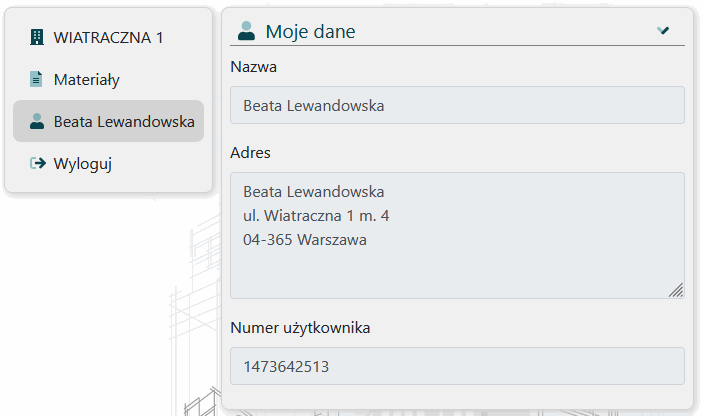 WIATRACZNA 1
Materiały
Beata Lewandowska
Wyloguj
Moje dane
Nazwa
Beata Lewandowska
Adres
Beata Lewandowska
ul. Wiatraczna 1 m. 4
04-365 Warszawa
Numer użytkownika
1473642513